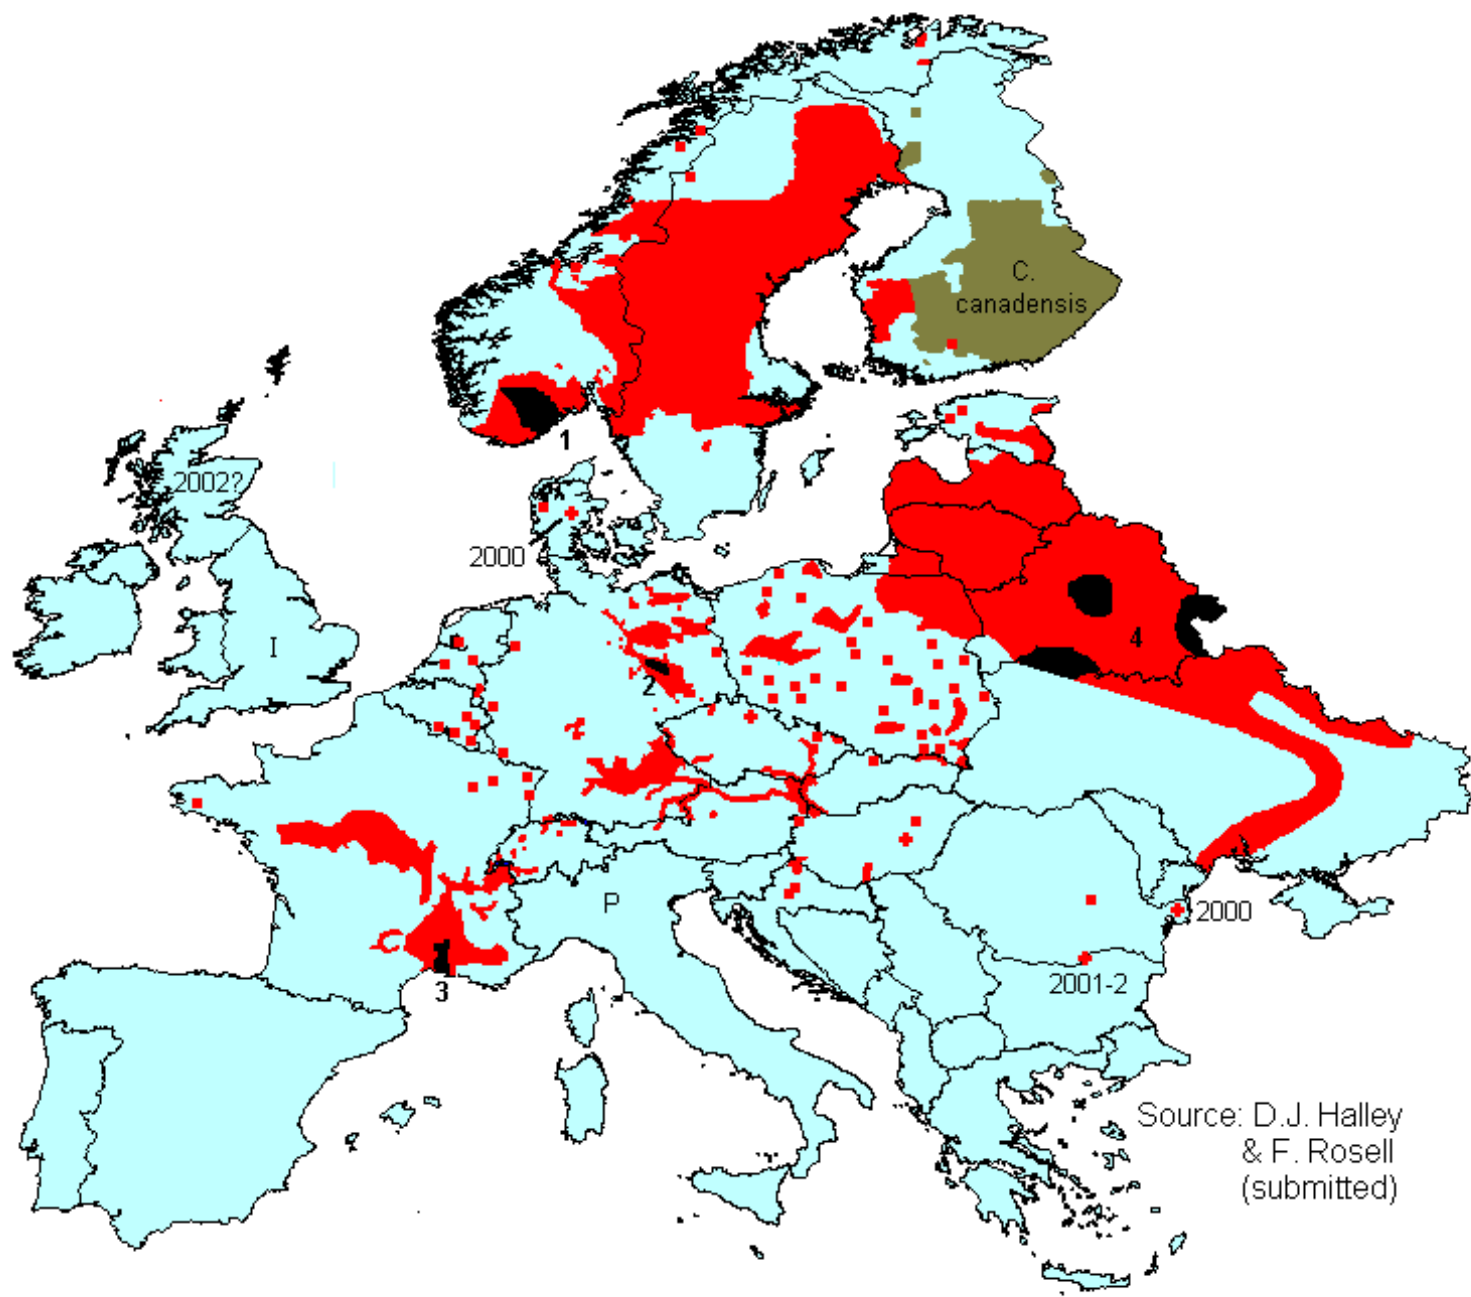 C.
canadensis
1
2002?
2000
I
4
2
P
2000
3
2001-2
Source: D.J. Halley
& F. Rosell
(submitted)